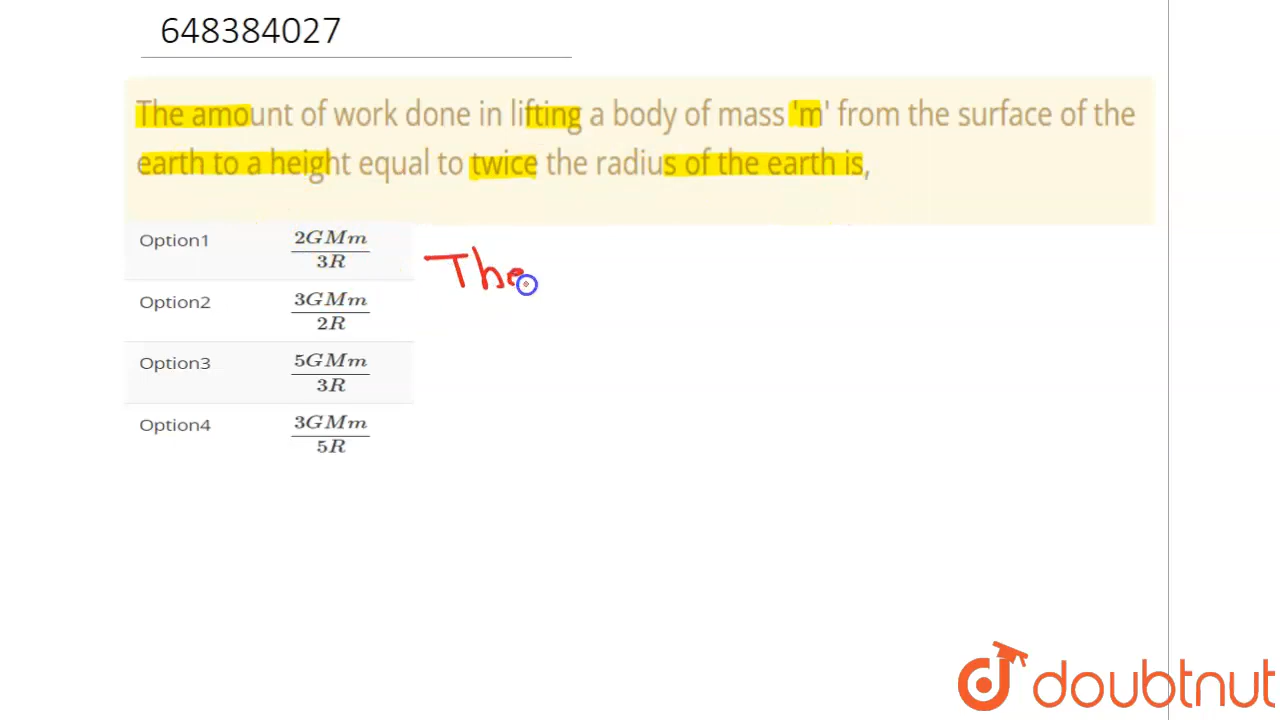 648384027
The amount of work done in lifting a body of mass 'm' from the surface of the
earth to a height equal to twice the radius of the earth is,
Option1 2GMm/3R
Option2 3GMm/2R
Option3 5GMm/3R
Option4 3GMm/5R
The
doubtnut